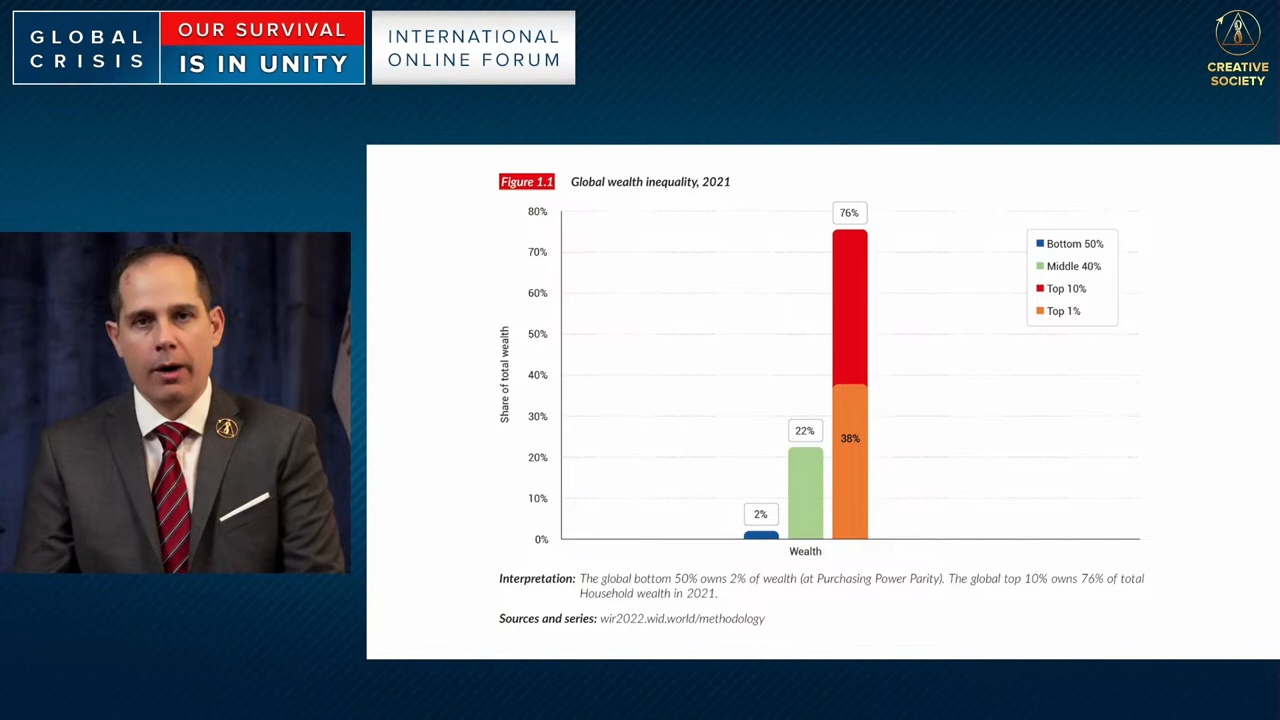 GLOBAL
CRISIS
OUR SURVIVAL
IS IN UNITY
INTERNATIONAL
ONLINE FORUM
CREATIVE
SOCIETY
Figure 1.1 Global wealth inequality, 2021
80%
70%
60%
50%
40%
30%
20%
10%
0%
Share of total wealth
2%
22%
76%
38%
Wealth
Bottom 50%
Middle 40%
Top 10%
Top 1%
Interpretation: The global bottom 50% owns 2% of wealth (at Purchasing Power Parity). The global top 10% owns 76% of total
Household wealth in 2021.
Sources and series: wir2022.wid.world/methodology